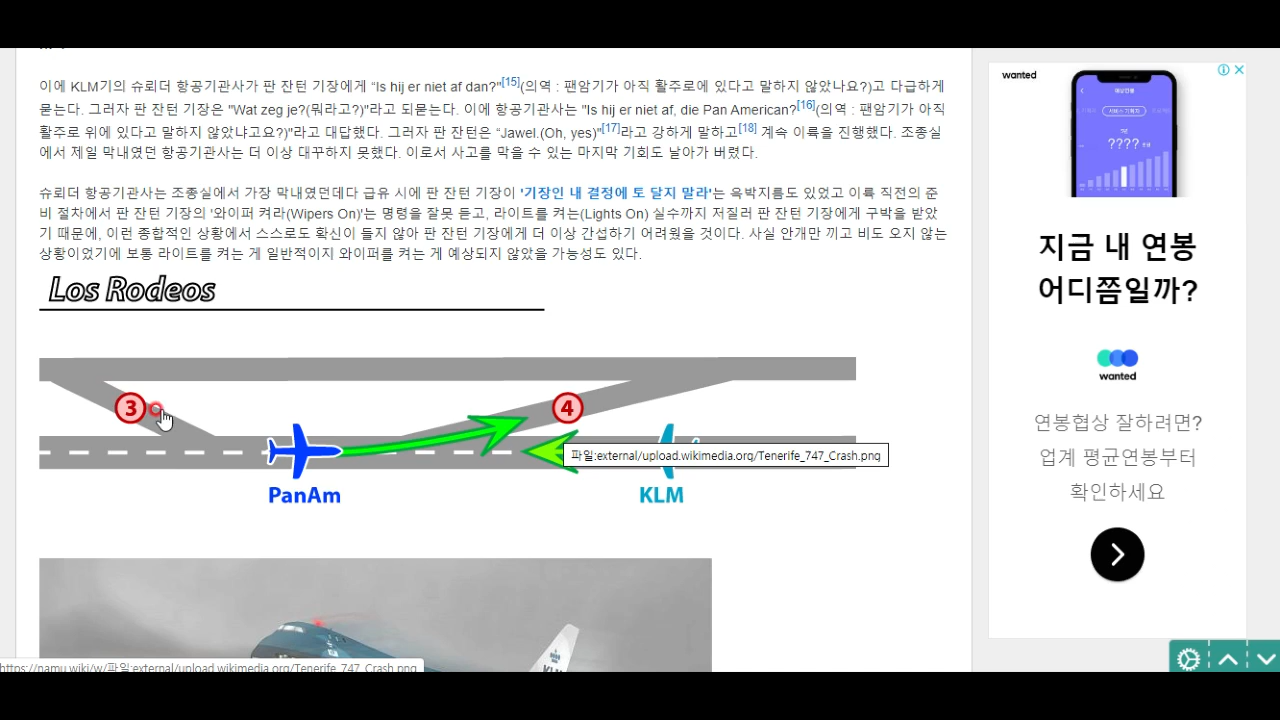 이에 KLM기의 슈뢰더 항공기관사가 판 잔턴 기장에게 “Is hij er niet af dan?"[15](의역 : 팬암기가 아직 활주로에 있다고 말하지 않았나요?)고 다급하게
묻는다. 그러자 판 잔턴 기장은 "Wat zeg je?(뭐라고?)"라고 되묻는다. 이에 항공기관사는 "Is hij er niet af, die Pan American?[16](의역 : 팬암기가 아직
활주로 위에 있다고 말하지 않았냐고요?)"라고 대답했다. 그러자 판 잔턴은 “Jawel.(Oh, yes)"[17]라고 강하게 말하고[18] 계속 이륙을 진행했다. 조종실
에서 제일 막내였던 항공기관사는 더 이상 대꾸하지 못했다. 이로서 사고를 막을 수 있는 마지막 기회도 날아가 버렸다.
슈뢰더 항공기관사는 조종실에서 가장 막내였던데다 급유 시에 판 잔턴 기장이 '기장인 내 결정에 토 달지 말라'는 윽박지름도 있었고 이륙 직전의 준
비 절차에서 판 잔턴 기장의 '와이퍼 켜라(Wipers On)'는 명령을 잘못 듣고, 라이트를 켜는(Lights On) 실수까지 저질러 판 잔턴 기장에게 구박을 받았
기 때문에, 이런 종합적인 상황에서 스스로도 확신이 들지 않아 판 잔턴 기장에게 더 이상 간섭하기 어려웠을 것이다. 사실 안개만 끼고 비도 오지 않는
상황이었기에 보통 라이트를 켜는 게 일반적이지 와이퍼를 켜는 게 예상되지 않았을 가능성도 있다.
Los Rodeos
3
4
파일:external/upload.wikimedia.org/Tenerife_747_Crash.png
PanAm
KLM
KLM
https://namu.wiki/w/파일:external/upload.wikimedia.org/Tenerife_747_Crash.png
wanted
????
지금 내 연봉
어디쯤일까?
wanted
연봉협상 잘하려면?
업계 평균연봉부터
확인하세요